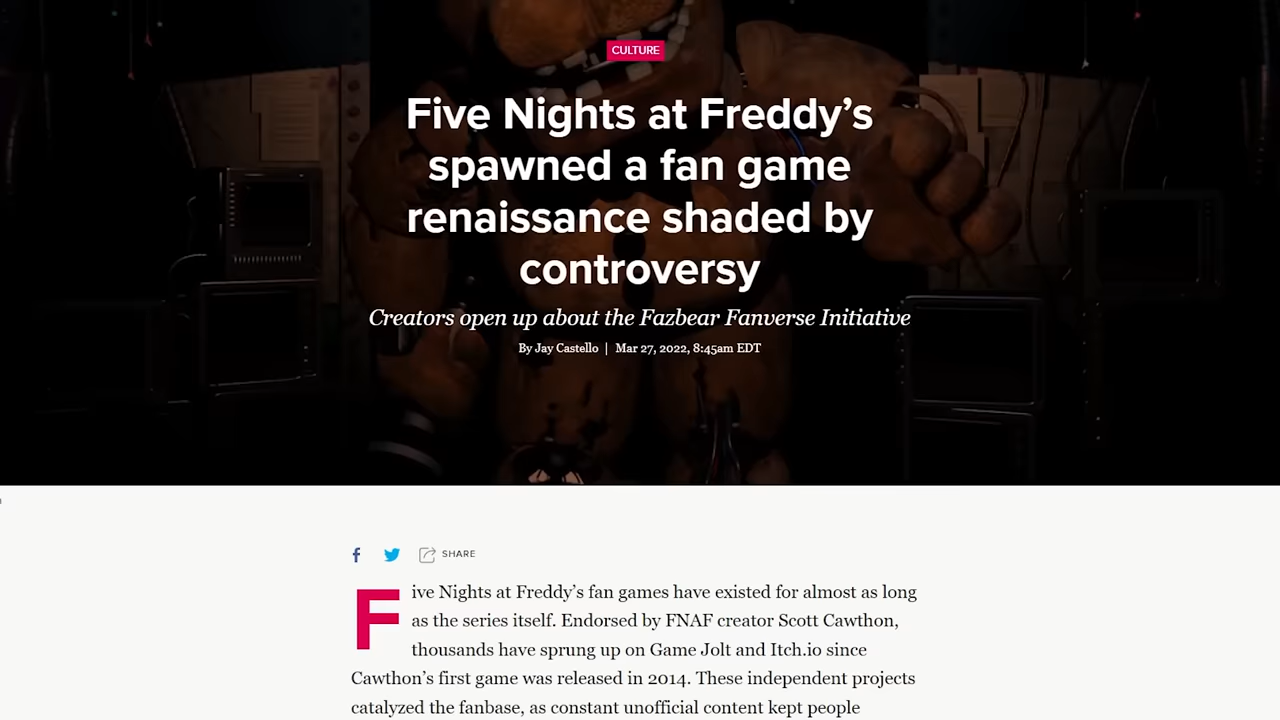 CULTURE
Five Nights at Freddy’s
spawned a fan game
renaissance shaded by
controversy
Creators open up about the Fazbear Fanverse Initiative
By Jay Castello | Mar 27, 2022, 8:45am EDT
SHARE
Five Nights at Freddy’s fan games have existed for almost as long
as the series itself. Endorsed by FNAF creator Scott Cawthon,
thousands have sprung up on Game Jolt and Itch.io since
Cawthon’s first game was released in 2014. These independent projects
catalyzed the fanbase, as constant unofficial content kept people